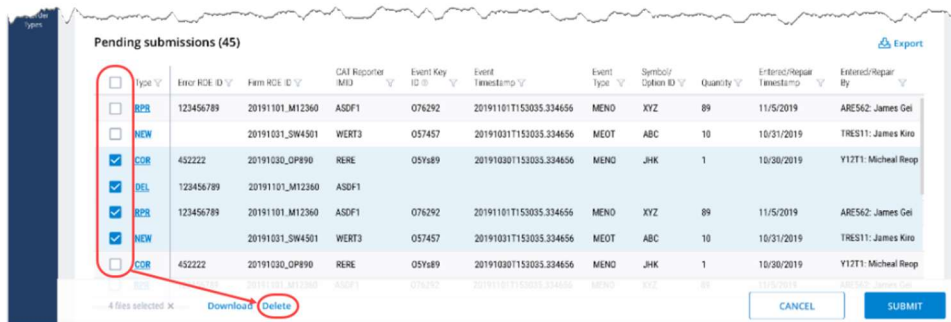 Types
Pending submissions (45)
Export
Type Error ROE ID Firm ROE ID CAT Reporter IMID Event Key ID Event Timestamp Event Type Symbol/ Option ID Quantity Entered/Repair Timestamp Entered/Repair By
RPR 123456789 20191101_M12360 ASDF1 076292 20191101T153035.334656 MENO XYZ 89 11/5/2019 ARE562: James Gei
NEW 20191031_SW4501 WERT3 057457 20191031T153035.334656 MEOT ABC 10 10/31/2019 TRES11: James Kiro
COR 452222 20191030_OP890 RERE O5Ys89 20191030T153035.334656 MENO JHK 1 10/30/2019 Y12T1: Micheal Reop
DEL 123456789 20191101_M12360 ASDF1
RPR 123456789 20191101_M12360 ASDF1 076292 20191101T153035.334656 MENO XYZ 89 11/5/2019 ARE562: James Gei
NEW 20191031_SW4501 WERT3 057457 20191031T153035.334656 MEOT ABC 10 10/31/2019 TRES11: James Kiro
COR 452222 20191030_OP890 RERE O5Ys89 20191030T153035.334656 MENO JHK 1 10/30/2019 Y12T1: Micheal Reop
4 files selected × Download Delete CANCEL SUBMIT